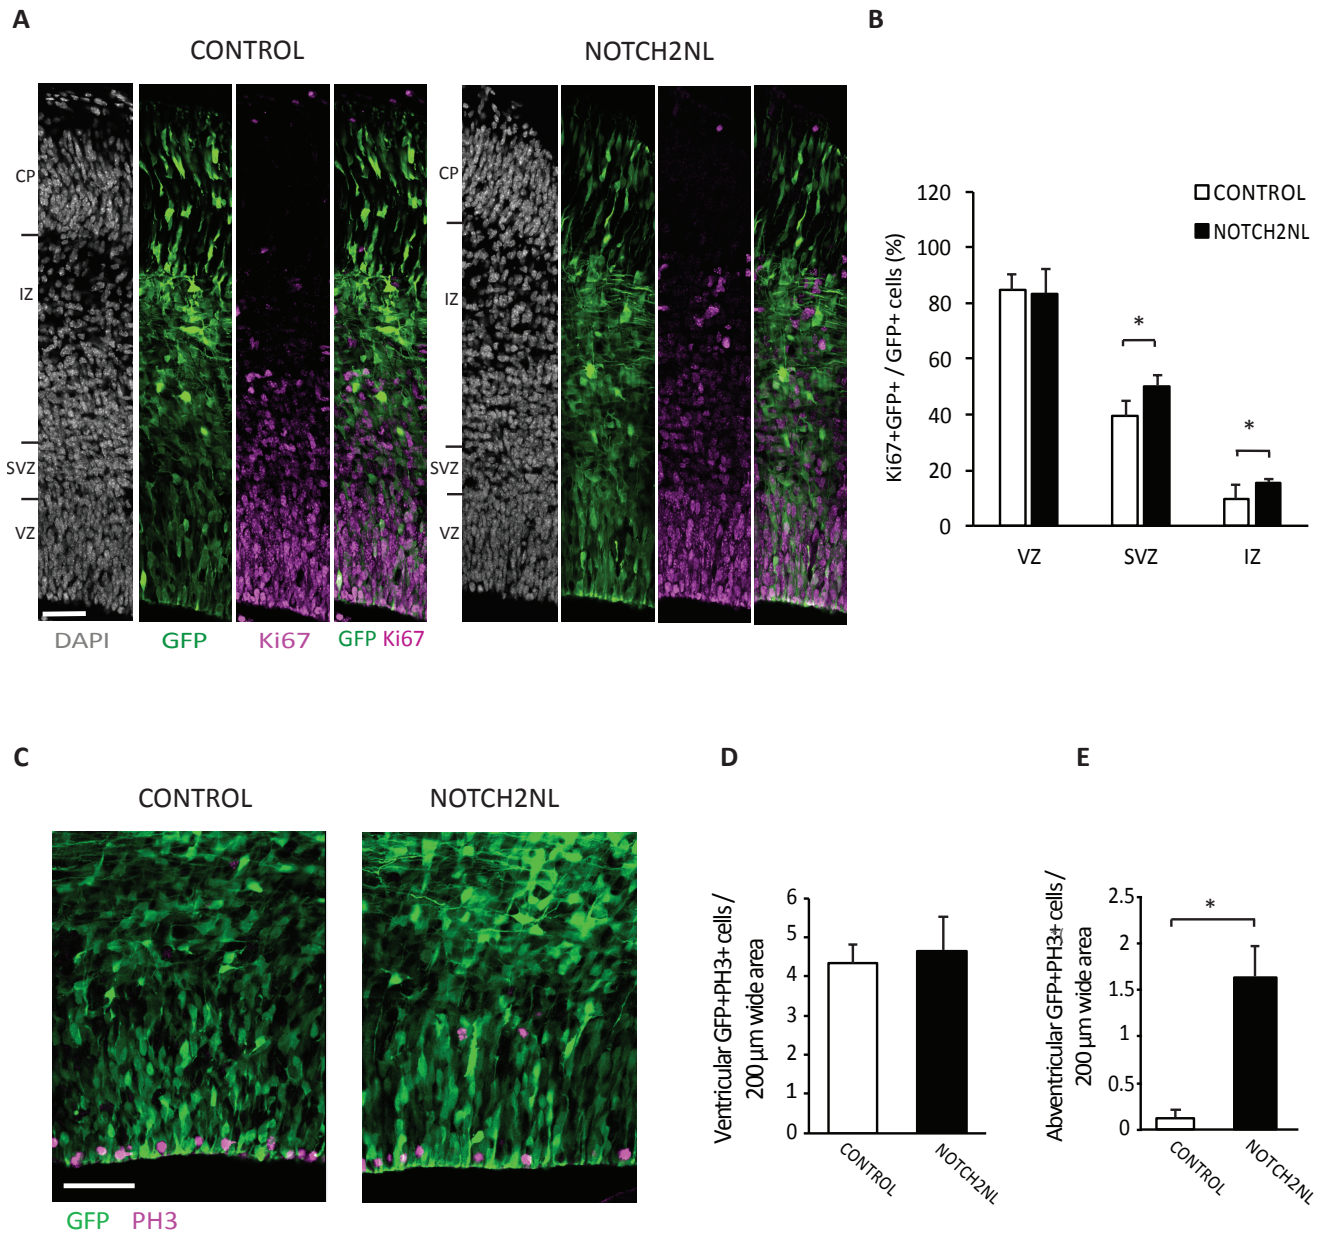 A
CONTROL
NOTCH2NL
CP
IZ
SVZ
VZ
CP
IZ
SVZ
VZ
DAPI
GFP
Ki67
GFP Ki67
B
Ki67+GFP+ / GFP+ cells (%)
120
100
80
60
40
20
0
CONTROL
NOTCH2NL
*
*
VZ
SVZ
IZ
C
CONTROL
NOTCH2NL
GFP PH3
D
Ventricular GFP+PH3+ cells/
200 µm wide area
6
5
4
3
2
1
0
CONTROL
NOTCH2NL
E
Abventricular GFP+PH3+ cells/
200 µm wide area
2.5
2
1.5
1
0.5
0
*
CONTROL
NOTCH2NL